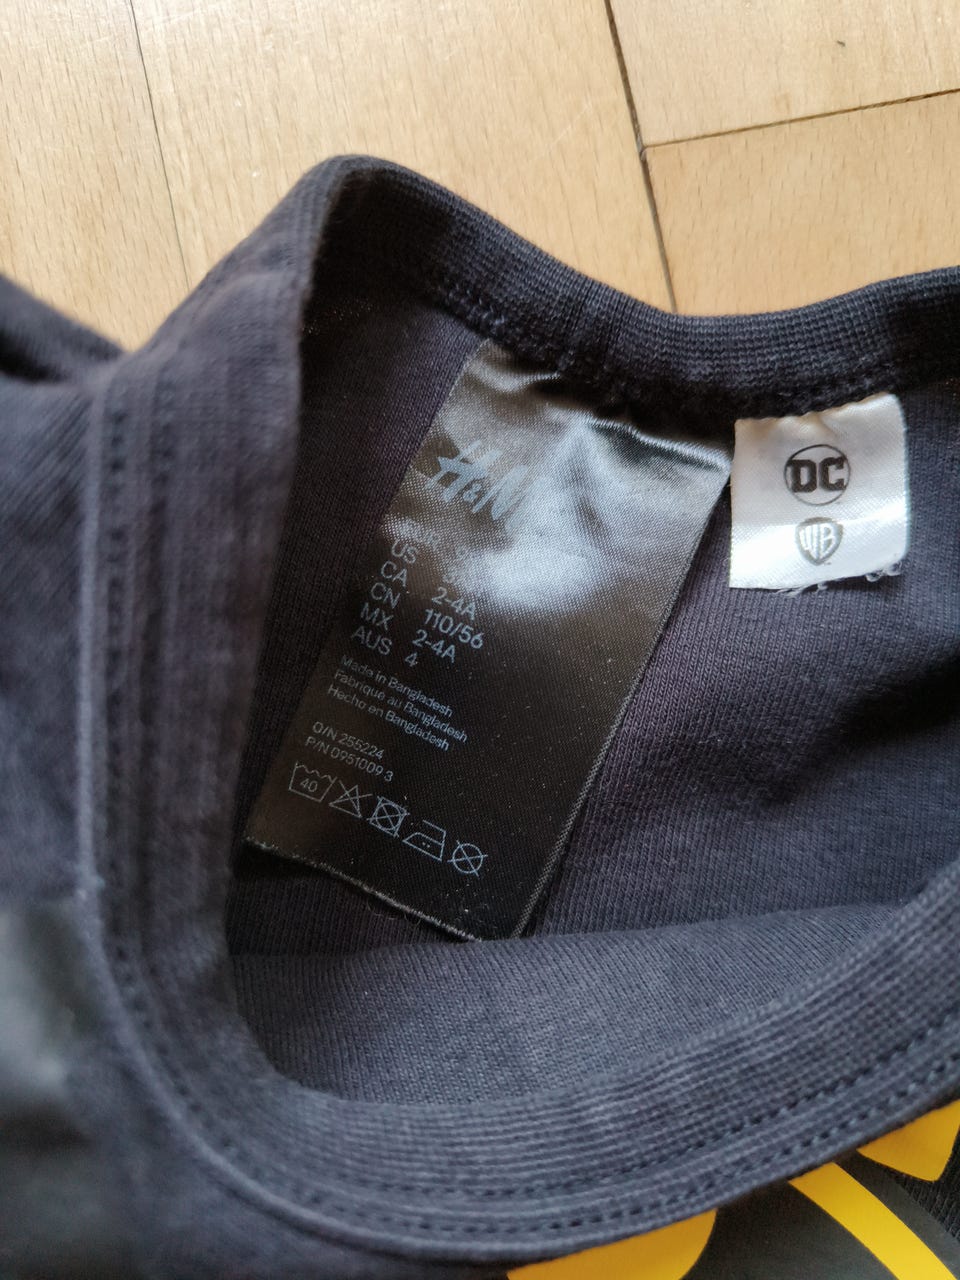 H&M
US
CA 2-4A
CN 110/56
MX 2-4A
AUS 4
Made in Bangladesh
Fabriqué au Bangladesh
Hecho en Bangladesh
O/N 255224
P/N 0951009 3
40
DC
WB